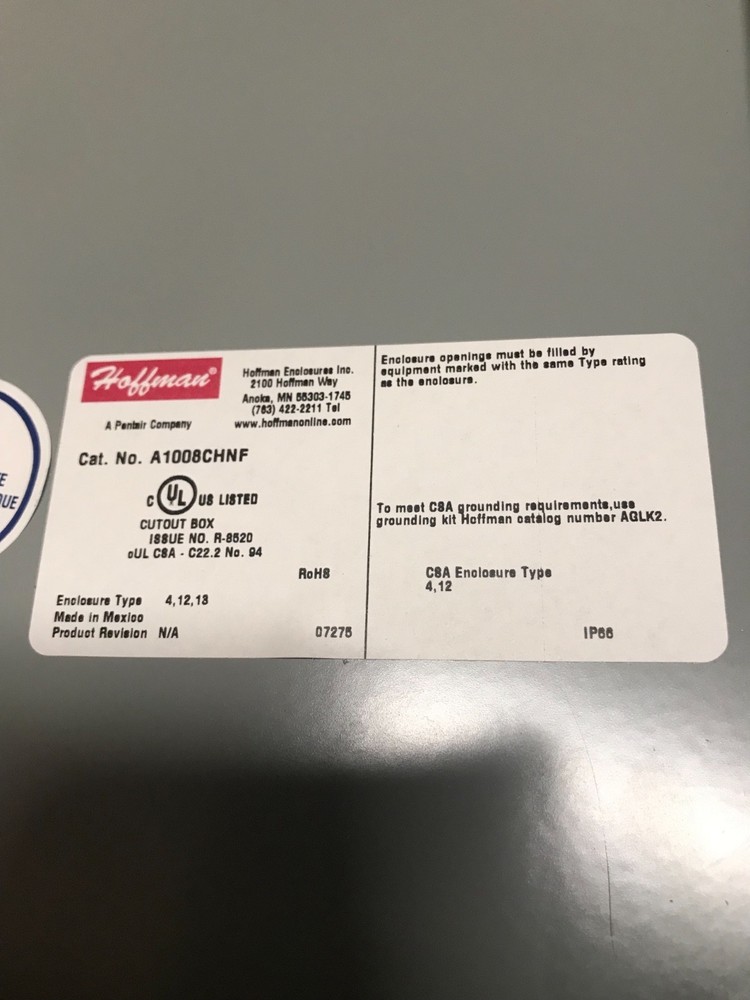 Hoffman®
Hoffman Enclosures Inc.
2100 Hoffman Way
Anoka, MN 55303-1745
(763) 422-2211 Tel
www.hoffmanonline.com
A Pentair Company
Cat. No. A1008CHNF
C UL US LISTED
CUTOUT BOX
ISSUE NO. R-8520
cUL CSA - C22.2 No. 94
RoHS
Enclosure Type 4,12,13
Made in Mexico
Product Revision N/A
07275
Enclosure openings must be filled by
equipment marked with the same Type rating
as the enclosure.
To meet CSA grounding requirements,use
grounding kit Hoffman catalog number AGLK2.
CSA Enclosure Type
4,12
IP66